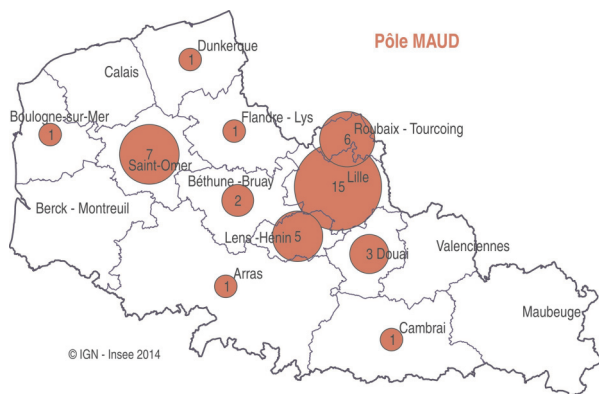 Dunkerque
1
Pôle MAUD
Calais
Boulogne-sur-Mer
1
Flandre - Lys
1
Roubaix - Tourcoing
6
7
Saint-Omer
Lille
15
Béthune -Bruay
2
Berck - Montreuil
Lens -Hénin
5
Valenciennes
3 Douai
Arras
1
Maubeuge
Cambrai
1
© IGN - Insee 2014